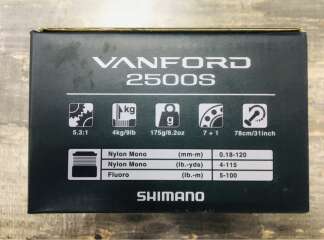 VANFORD
2500S
kg
g
5.3:1 4kg/9lb 175g/6.2oz 7 + 1 78cm/31inch
Nylon Mono (mm-m) 0.18-120
Nylon Mono (lb.-yds) 4-115
Fluoro (lb.-m) 5-100
SHIMANO